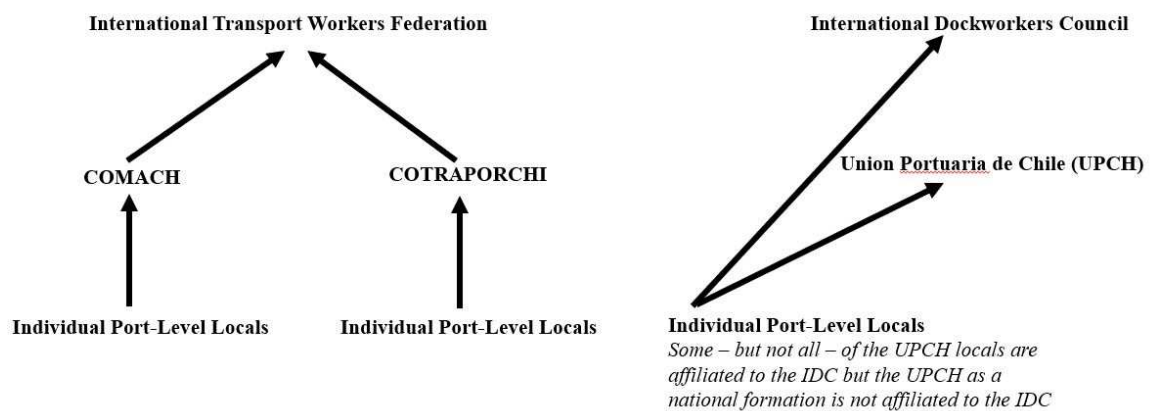 International Transport Workers Federation
International Dockworkers Council
COMACH
COTRAPORCHI
Union Portuaria de Chile (UPCH)
Individual Port-Level Locals
Individual Port-Level Locals
Individual Port-Level Locals
Some – but not all – of the UPCH locals are
affiliated to the IDC but the UPCH as a
national formation is not affiliated to the IDC